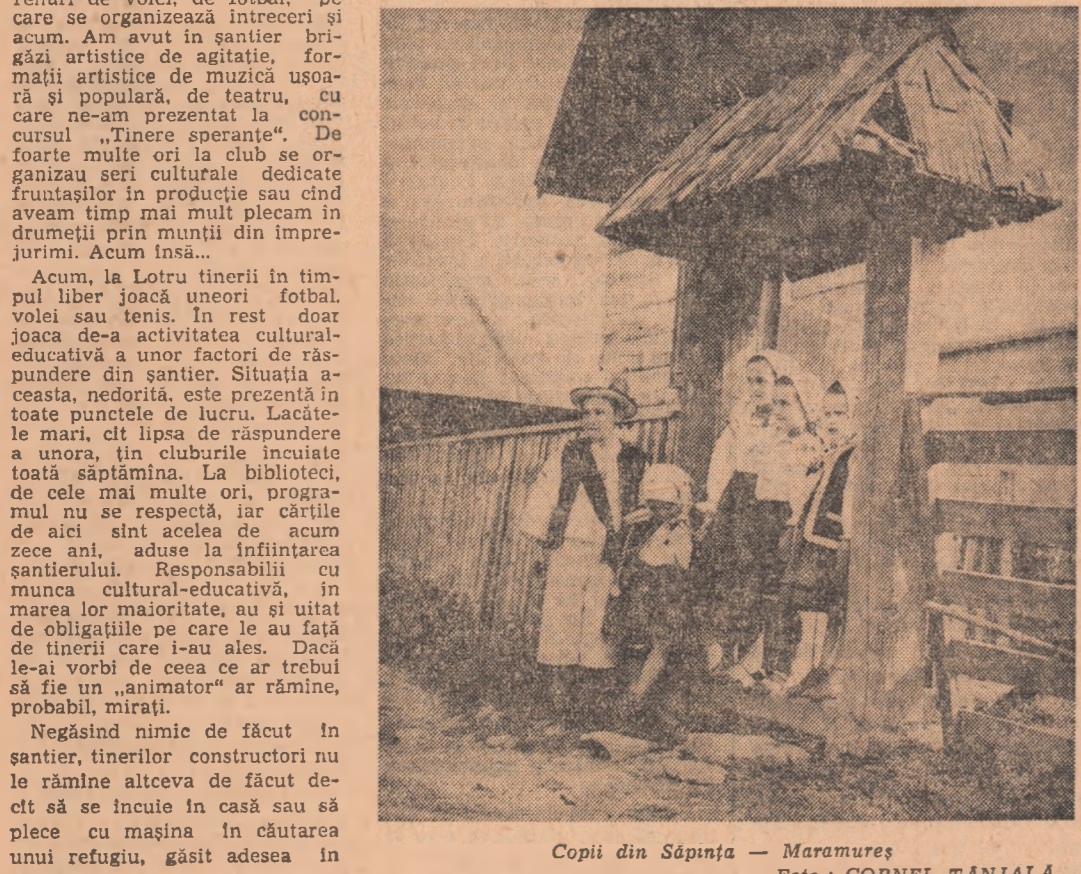 renuri de volei, de fotbal, pe
care se organizează întreceri și
acum. Am avut în șantier bri-
găzi artistice de agitație, for-
mații artistice de muzică ușoa-
ră și populară, de teatru, cu
care ne-am prezentat la con-
cursul „Tinere speranțe“. De
foarte multe ori la club se or-
ganizau seri culturale dedicate
fruntașilor în producție sau cînd
aveam timp mai mult plecam în
drumeții prin munții din împre-
jurimi. Acum însă...
Acum, la Lotru tinerii în tim-
pul liber joacă uneori fotbal.
volei sau tenis. În rest doar
joaca de-a activitatea cultural-
educativă a unor factori de răs-
pundere din șantier. Situația a-
ceasta, nedorită, este prezentă în
toate punctele de lucru. Lacăte-
le mari, cît lipsa de răspundere
a unora, țin cluburile încuiate
toată săptămîna. La biblioteci,
de cele mai multe ori, progra-
mul nu se respectă, iar cărțile
de aici sînt acelea de acum
zece ani, aduse la înființarea
șantierului. Responsabilii cu
munca cultural-educativă, în
marea lor maioritate, au și uitat
de obligațiile pe care le au față
de tinerii care i-au ales. Dacă
le-ai vorbi de ceea ce ar trebui
să fie un „animator“ ar rămîne,
probabil, mirați.
Negăsind nimic de făcut în
șantier, tinerilor constructori nu
le rămîne altceva de făcut de-
cît să se încuie în casă sau să
plece cu mașina în căutarea
unui refugiu, găsit adesea în
Copii din Săpînța — Maramureș
Foto : CORNEL TĂNJALĂ